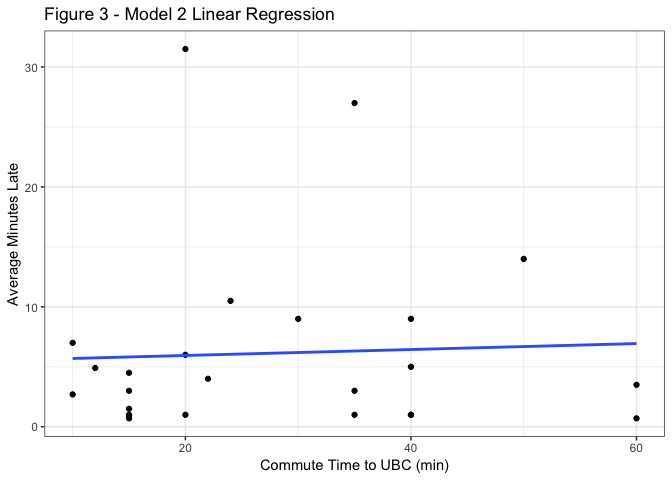 Figure 3 - Model 2 Linear Regression
30
20
10
0
Average Minutes Late
20 40 60
Commute Time to UBC (min)